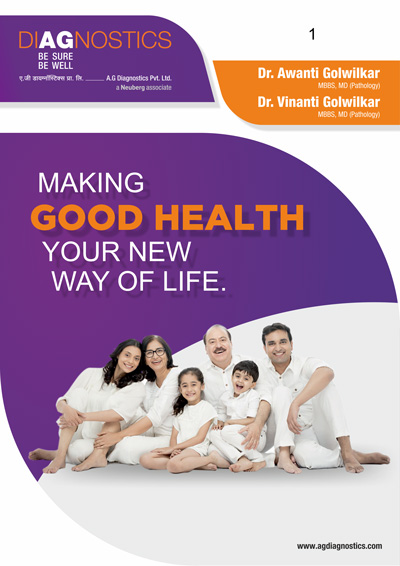 DIAGNOSTICS
BE SURE
BE WELL
ए.जी डायग्नॉस्टिक्स प्रा. लि. A.G Diagnostics Pvt. Ltd.
a Neuberg associate
1
Dr. Awanti Golwilkar
MBBS, MD (Pathology)
Dr. Vinanti Golwilkar
MBBS, MD (Pathology)
MAKING
GOOD HEALTH
YOUR NEW
WAY OF LIFE.
www.agdiagnostics.com